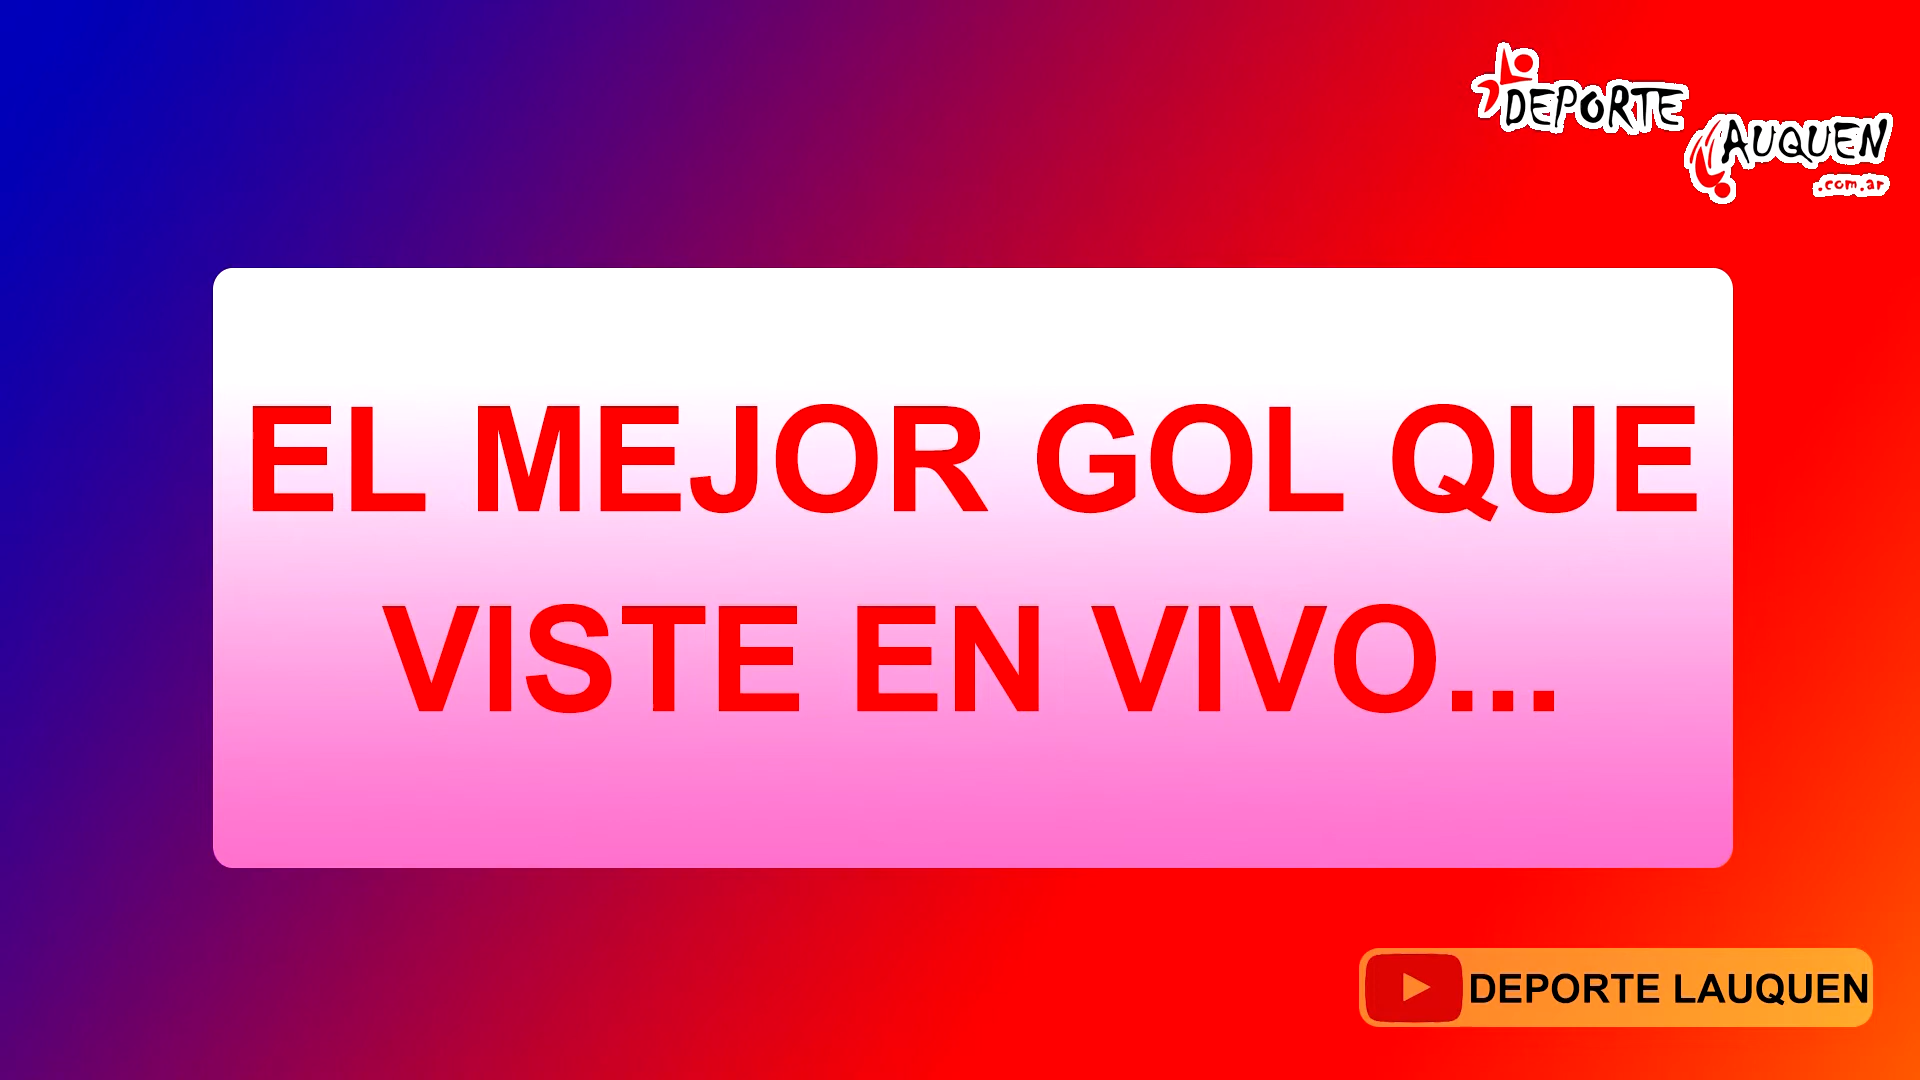 DEPORTE
LAUQUEN
.com.ar
EL MEJOR GOL QUE
VISTE EN VIVO...
DEPORTE LAUQUEN